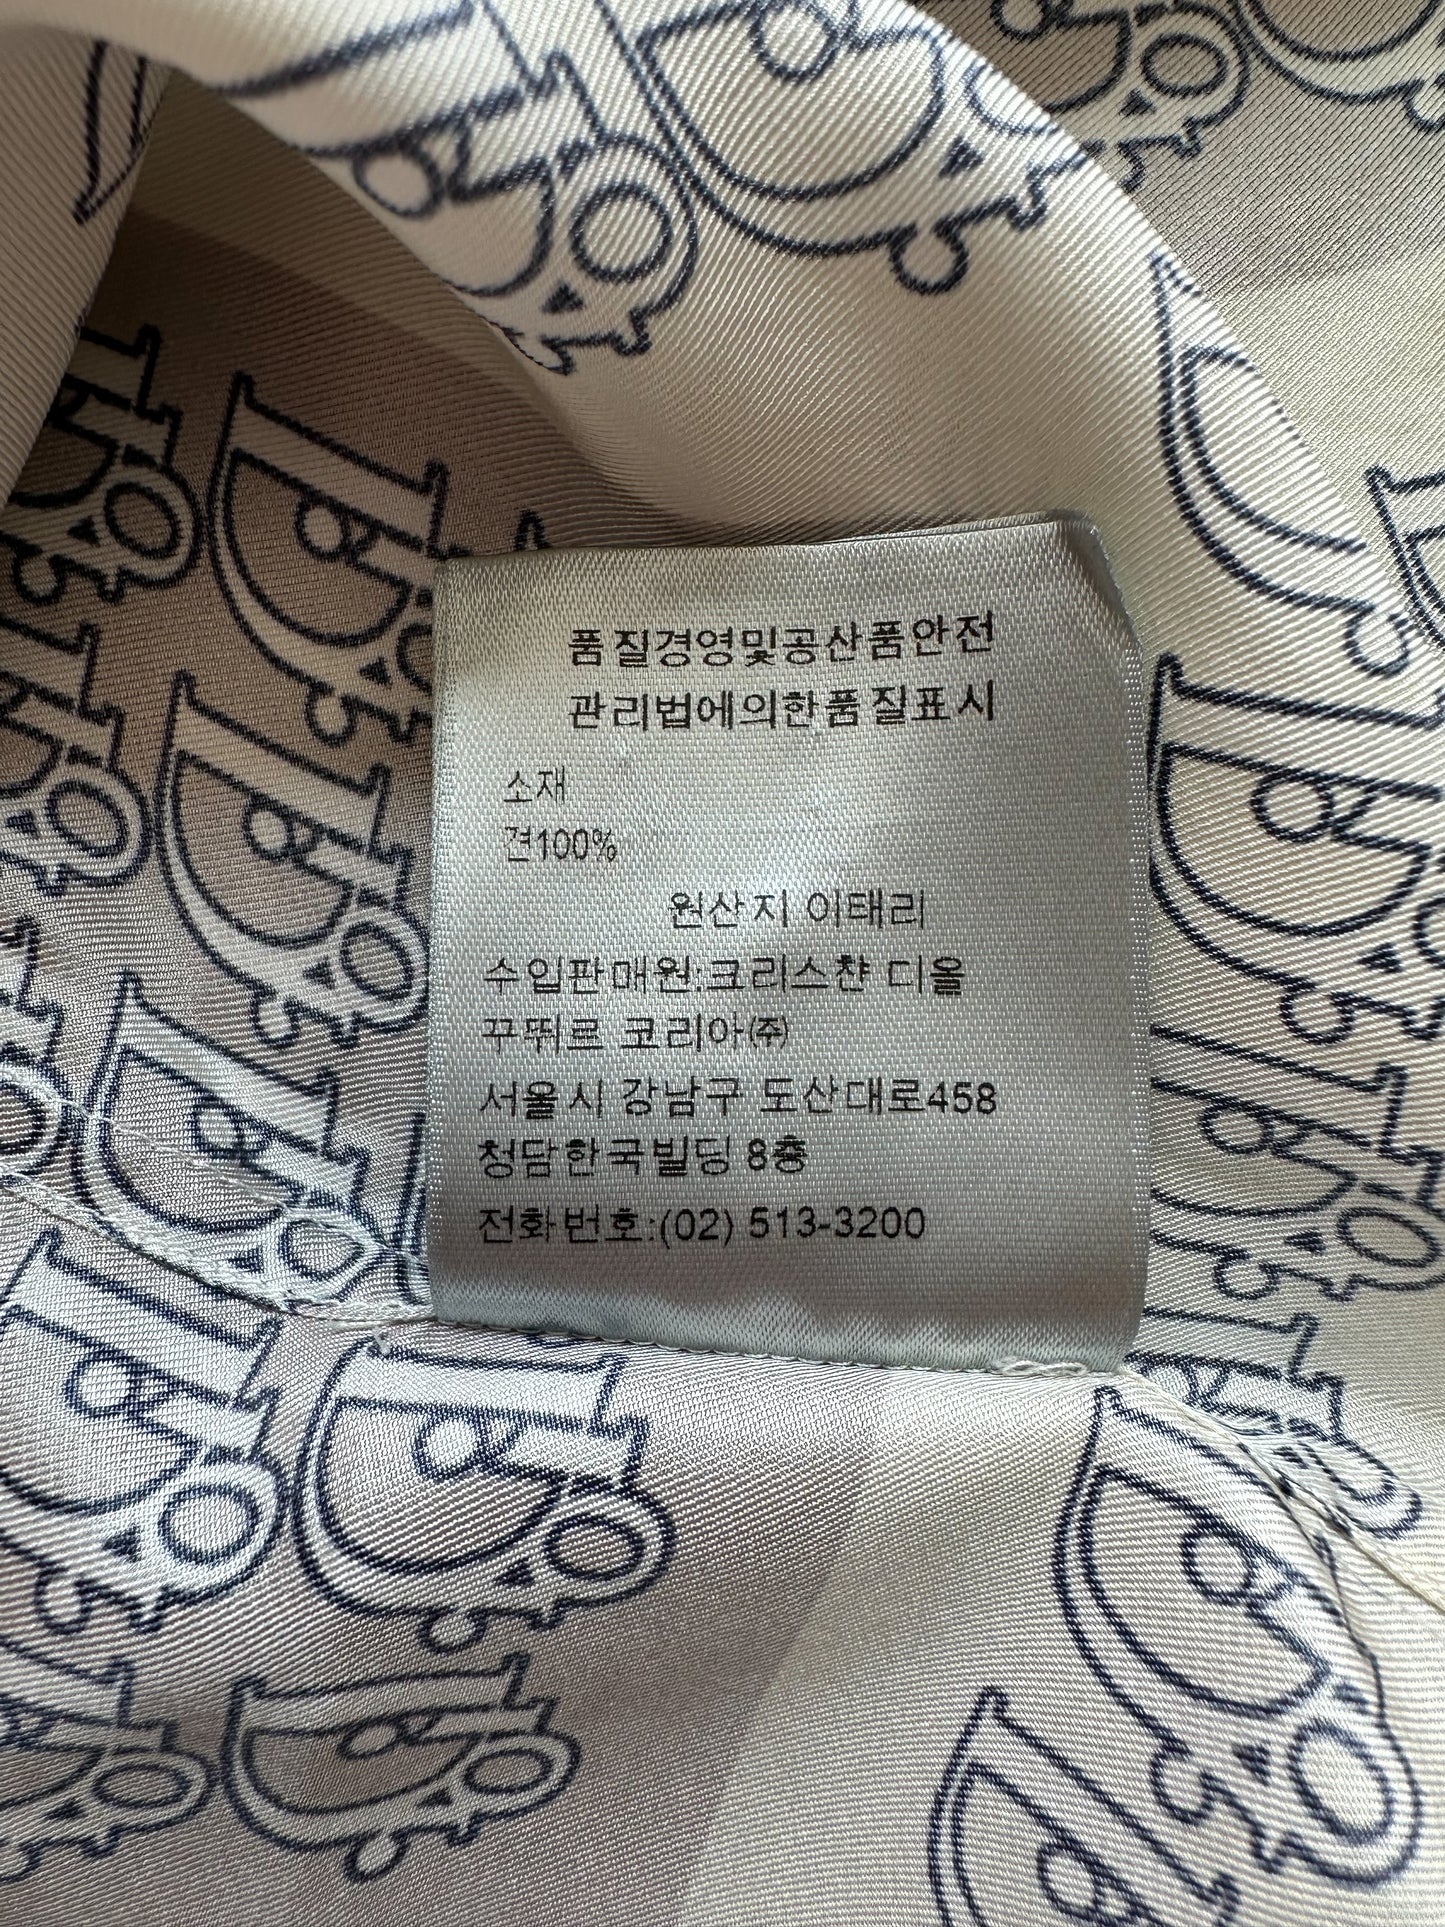 품질경영및공산품안전
관리법에의한품질표시
소재
견100%
원산지 이태리
수입판매원:크리스챤 디올
꾸뛰르 코리아㈜
서울시 강남구 도산대로458
청담한국빌딩 8층
전화번호:(02) 513-3200